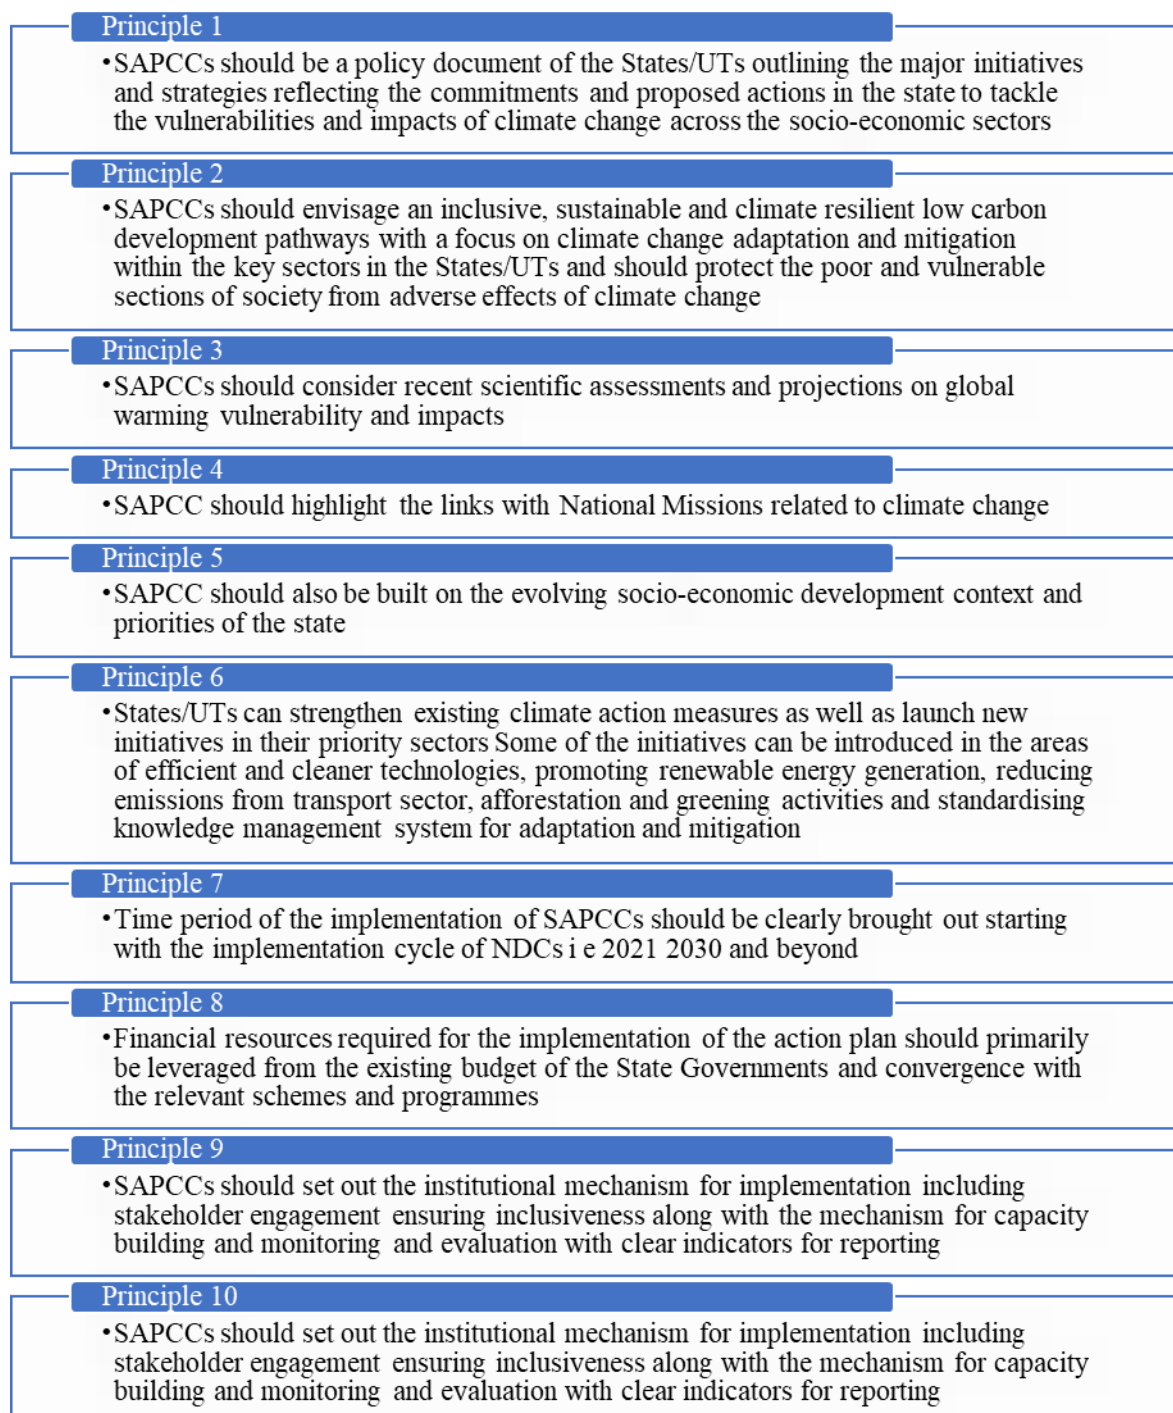 Principle 1
•SAPCCs should be a policy document of the States/UTs outlining the major initiatives
and strategies reflecting the commitments and proposed actions in the state to tackle
the vulnerabilities and impacts of climate change across the socio-economic sectors
Principle 2
•SAPCCs should envisage an inclusive, sustainable and climate resilient low carbon
development pathways with a focus on climate change adaptation and mitigation
within the key sectors in the States/UTs and should protect the poor and vulnerable
sections of society from adverse effects of climate change
Principle 3
•SAPCCs should consider recent scientific assessments and projections on global
warming vulnerability and impacts
Principle 4
•SAPCC should highlight the links with National Missions related to climate change
Principle 5
•SAPCC should also be built on the evolving socio-economic development context and
priorities of the state
Principle 6
•States/UTs can strengthen existing climate action measures as well as launch new
initiatives in their priority sectors Some of the initiatives can be introduced in the areas
of efficient and cleaner technologies, promoting renewable energy generation, reducing
emissions from transport sector, afforestation and greening activities and standardising
knowledge management system for adaptation and mitigation
Principle 7
•Time period of the implementation of SAPCCs should be clearly brought out starting
with the implementation cycle of NDCs i e 2021 2030 and beyond
Principle 8
•Financial resources required for the implementation of the action plan should primarily
be leveraged from the existing budget of the State Governments and convergence with
the relevant schemes and programmes
Principle 9
•SAPCCs should set out the institutional mechanism for implementation including
stakeholder engagement ensuring inclusiveness along with the mechanism for capacity
building and monitoring and evaluation with clear indicators for reporting
Principle 10
•SAPCCs should set out the institutional mechanism for implementation including
stakeholder engagement ensuring inclusiveness along with the mechanism for capacity
building and monitoring and evaluation with clear indicators for reporting